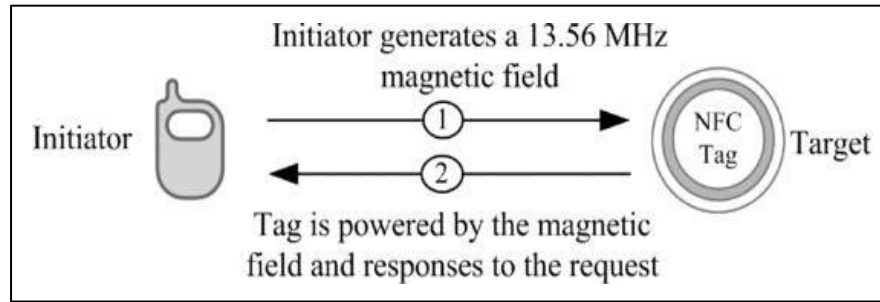 Initiator generates a 13.56 MHz
magnetic field
Initiator
1
NFC
Tag
Target
2
Tag is powered by the magnetic
field and responses to the request